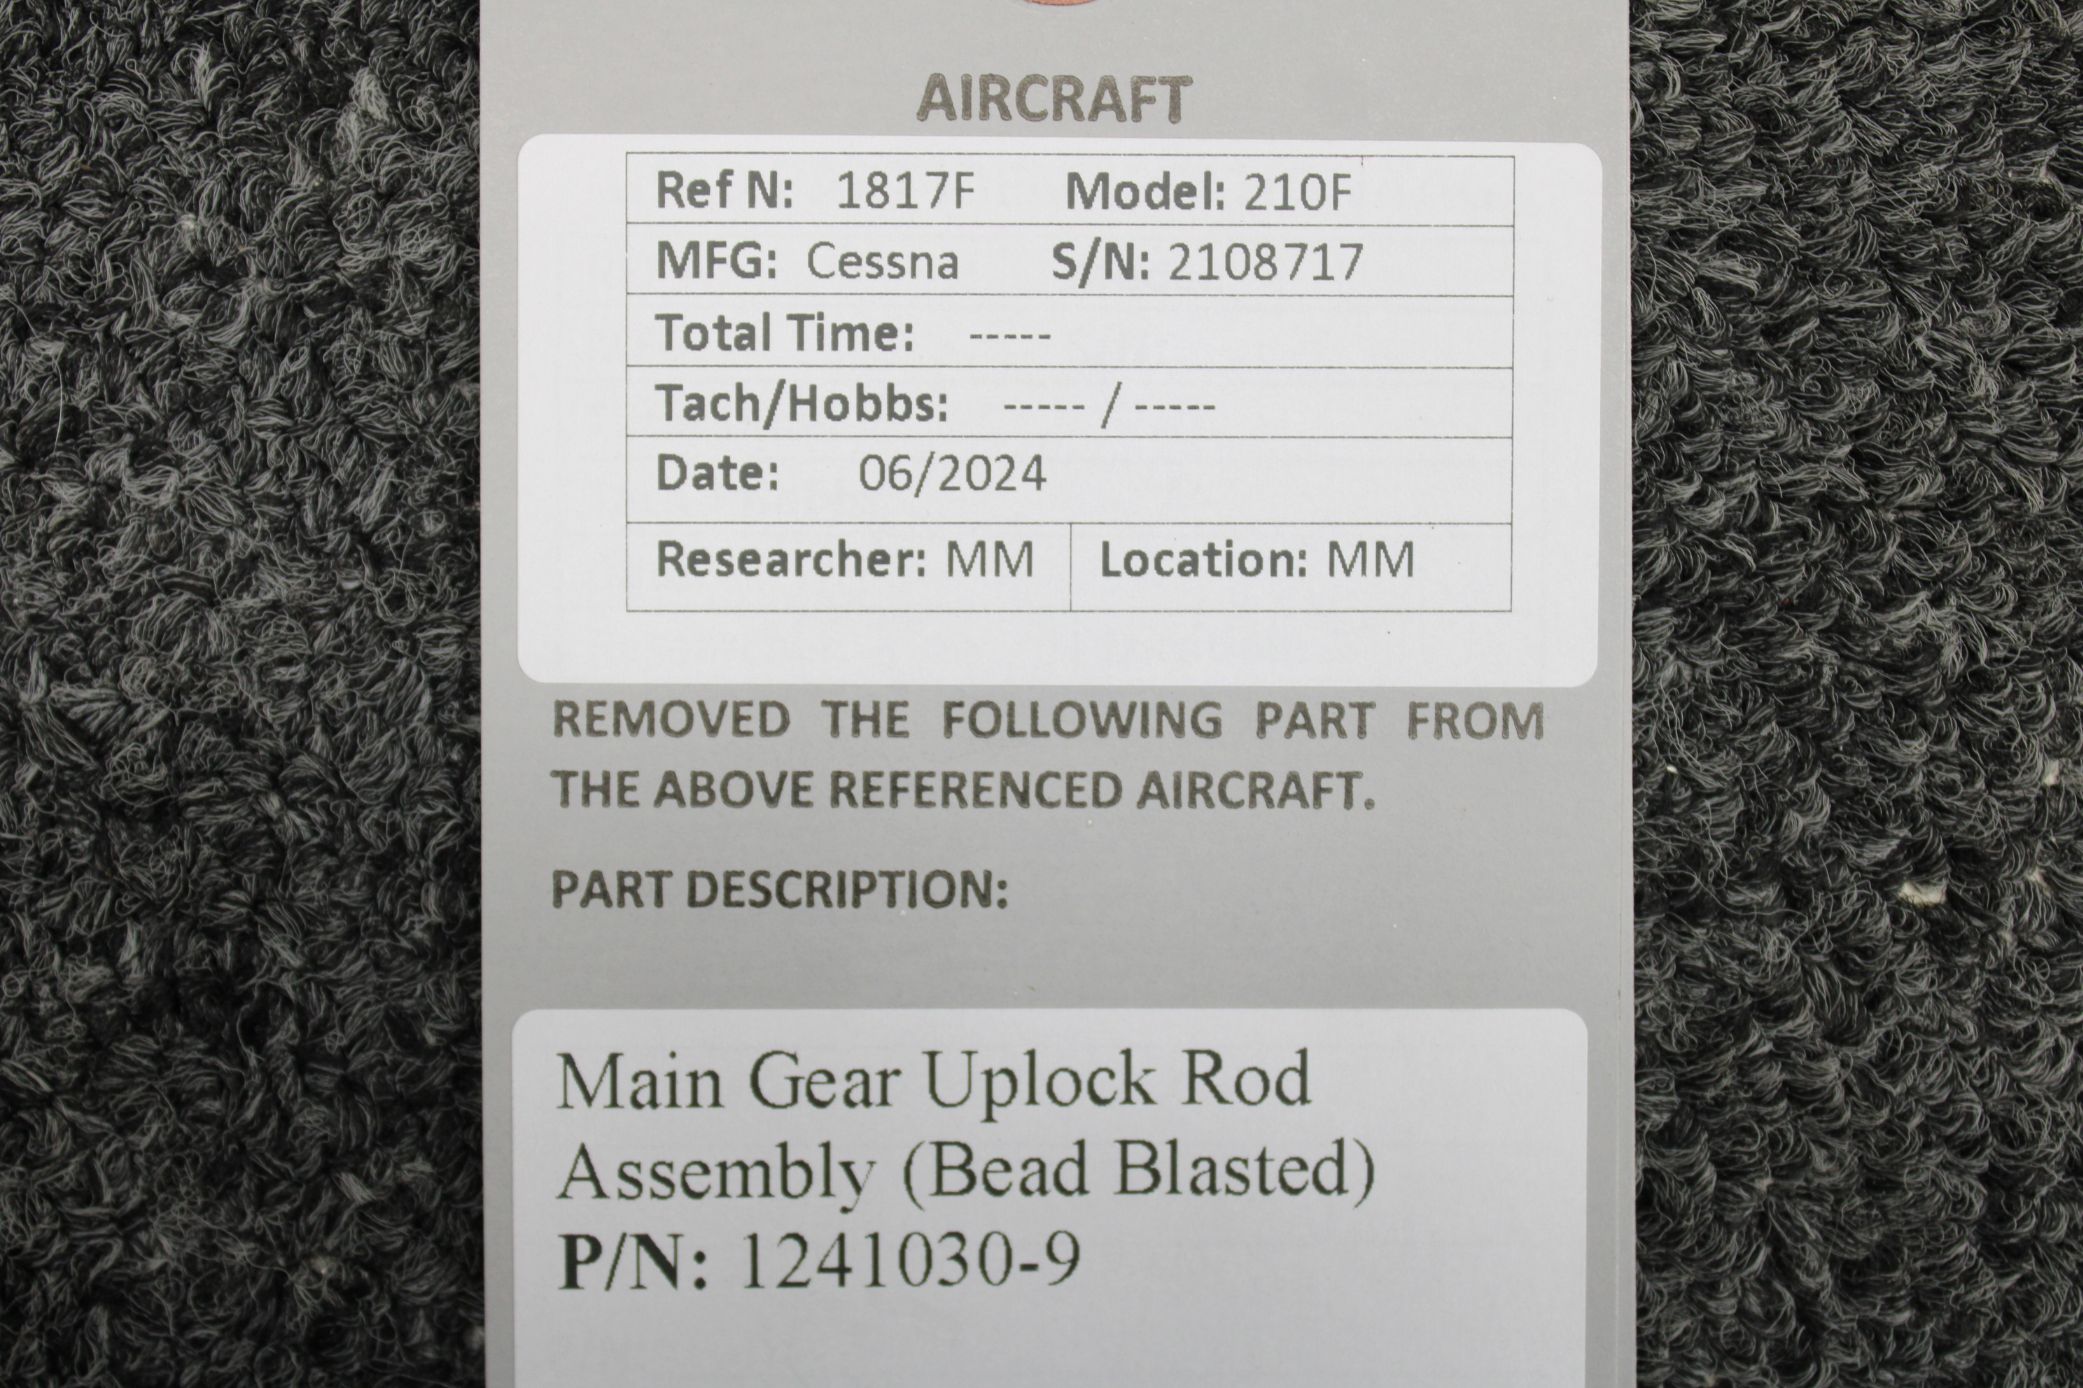 AIRCRAFT
Ref N: 1817F Model: 210F
MFG: Cessna S/N: 2108717
Total Time: -----
Tach/Hobbs: ----- / -----
Date: 06/2024
Researcher: MM Location: MM
REMOVED THE FOLLOWING PART FROM
THE ABOVE REFERENCED AIRCRAFT.
PART DESCRIPTION:
Main Gear Uplock Rod
Assembly (Bead Blasted)
P/N: 1241030-9